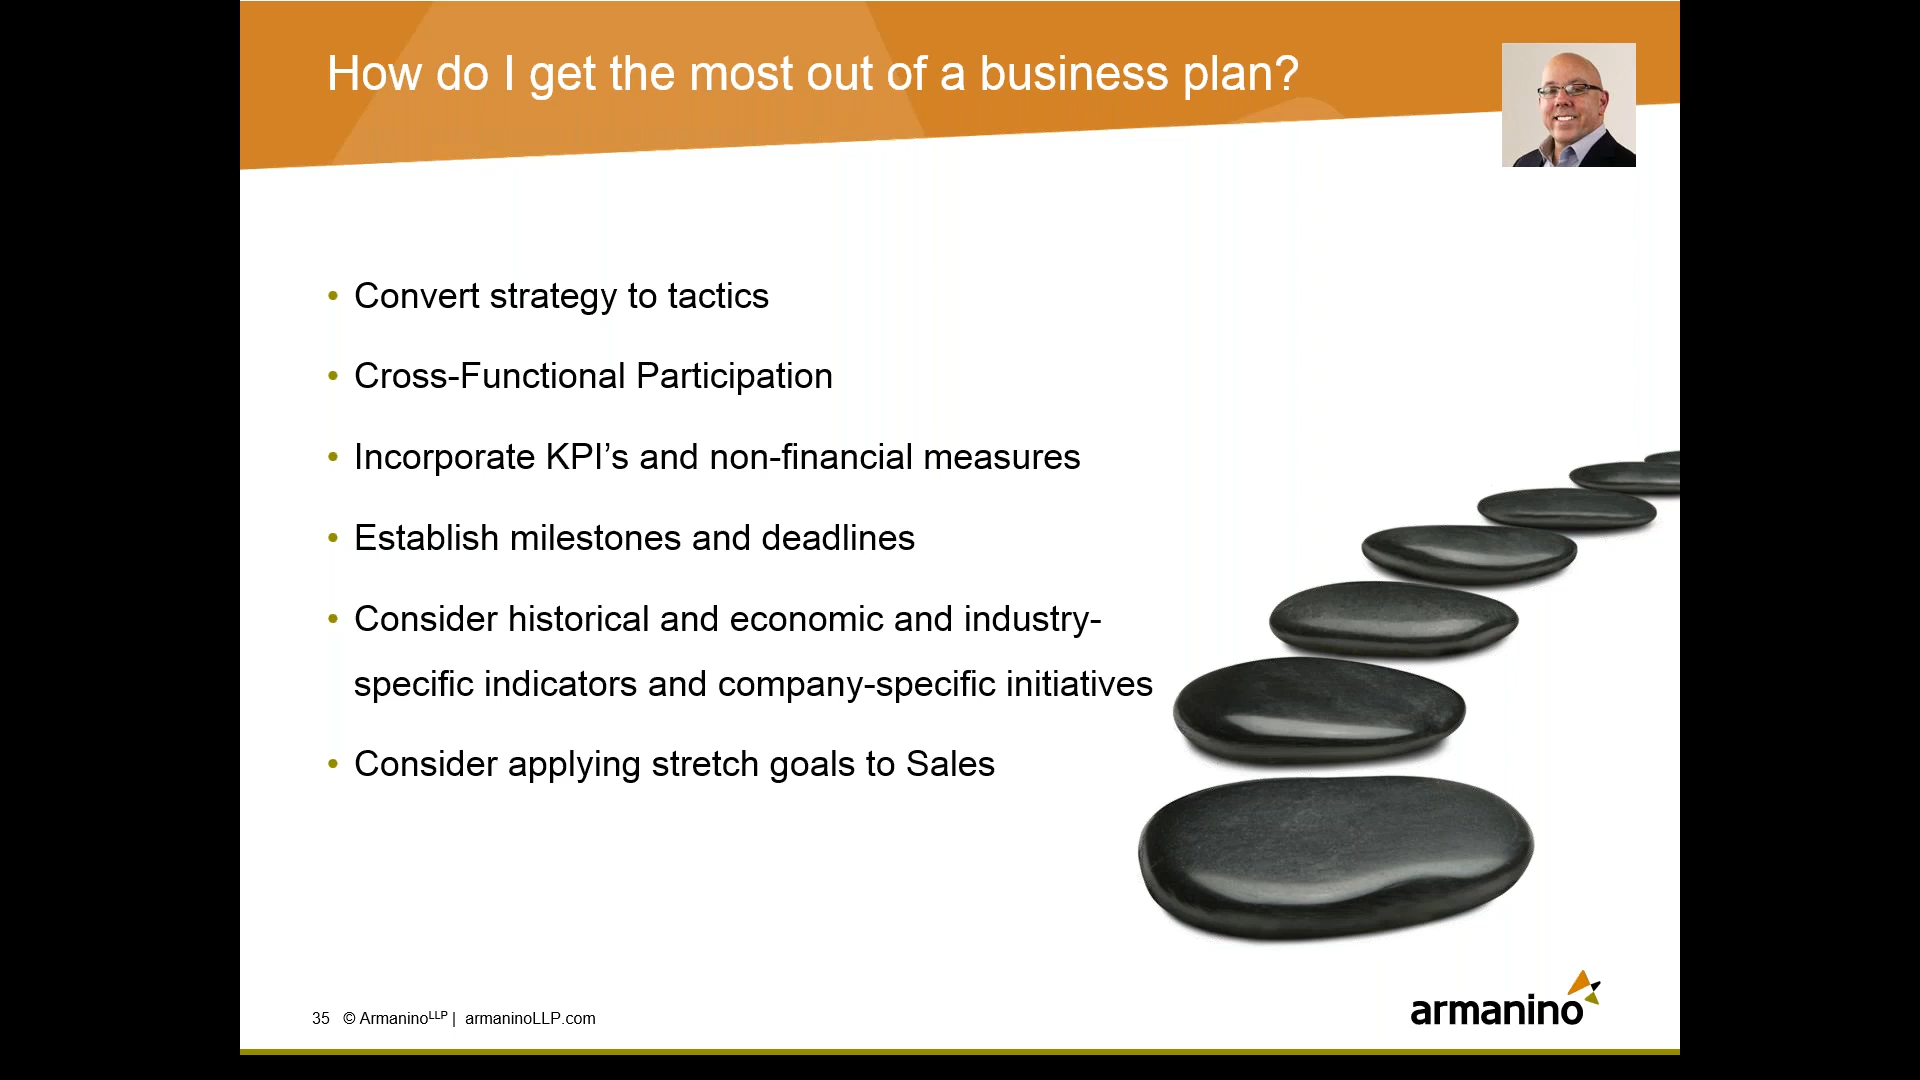 How do I get the most out of a business plan?
• Convert strategy to tactics
• Cross-Functional Participation
• Incorporate KPI’s and non-financial measures
• Establish milestones and deadlines
• Consider historical and economic and industry-
specific indicators and company-specific initiatives
• Consider applying stretch goals to Sales
35 © ArmaninoLLP | armaninoLLP.com
armanino